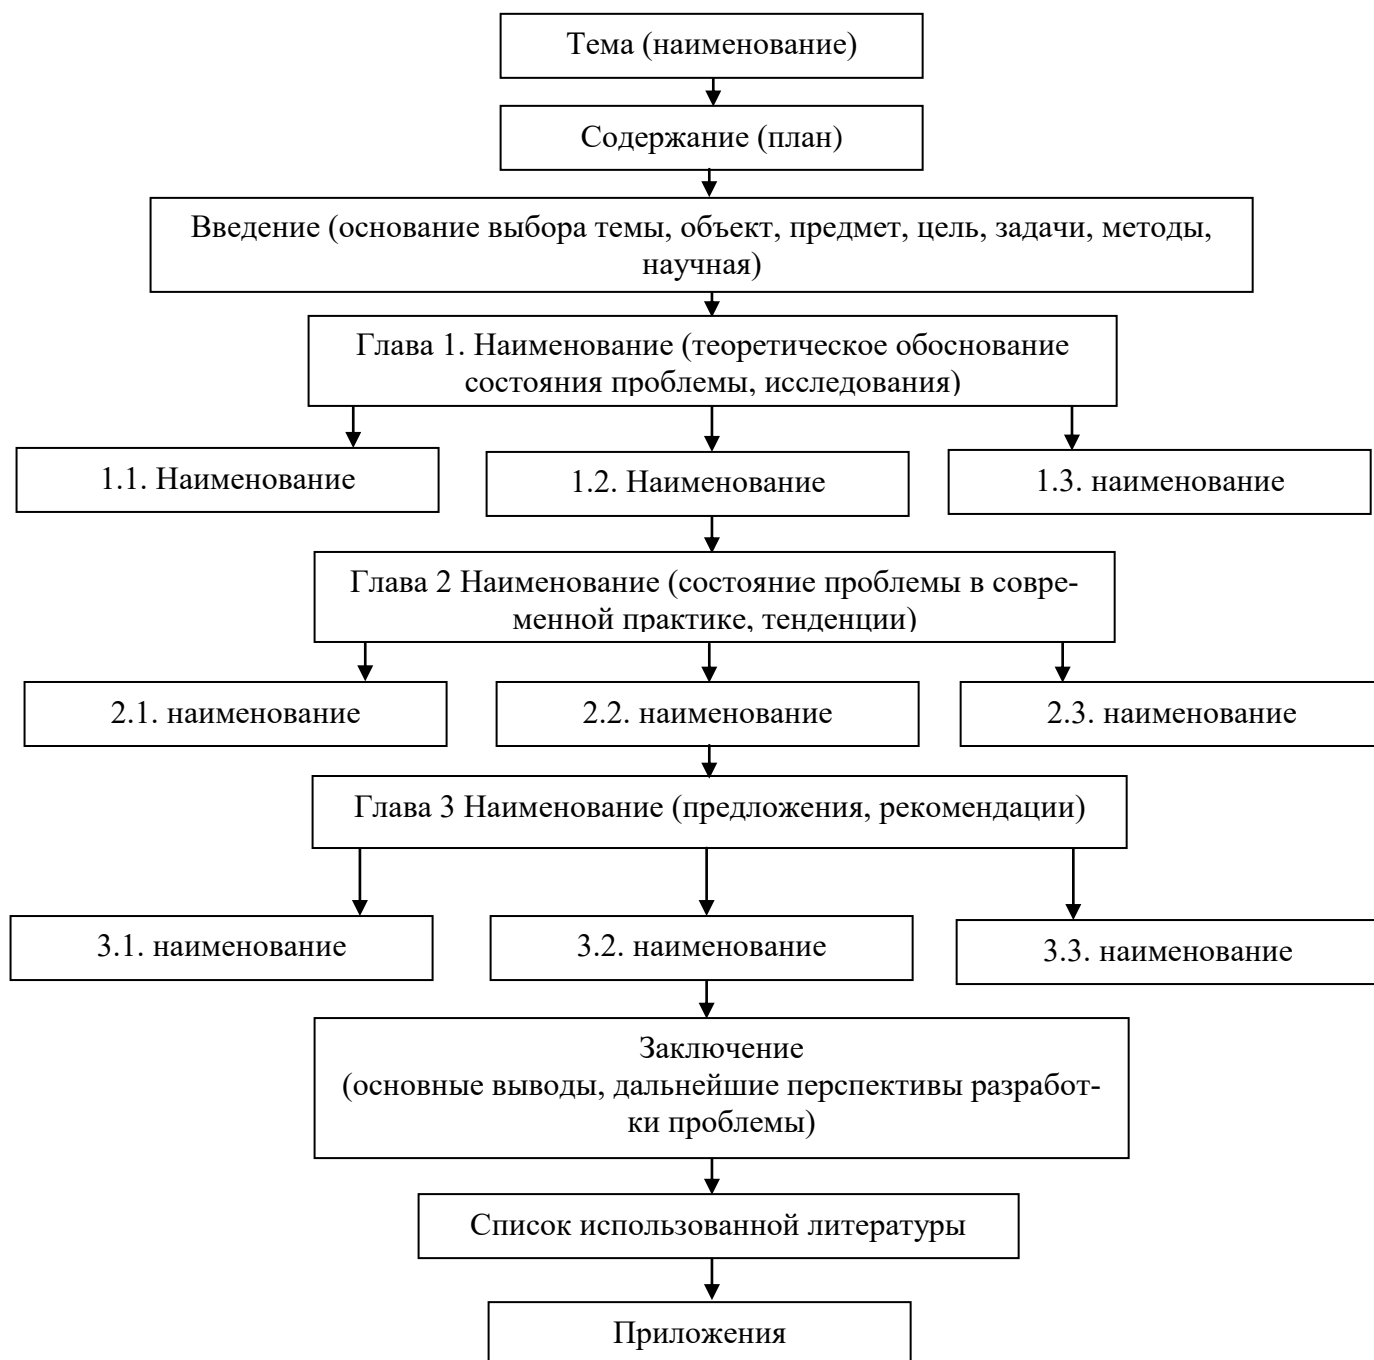 Тема (наименование)
Содержание (план)
Введение (основание выбора темы, объект, предмет, цель, задачи, методы,
научная)
Глава 1. Наименование (теоретическое обоснование
состояния проблемы, исследования)
1.1. Наименование
1.2. Наименование
1.3. наименование
Глава 2 Наименование (состояние проблемы в совре-
менной практике, тенденции)
2.1. наименование
2.2. наименование
2.3. наименование
Глава 3 Наименование (предложения, рекомендации)
3.1. наименование
3.2. наименование
3.3. наименование
Заключение
(основные выводы, дальнейшие перспективы разработ-
ки проблемы)
Список использованной литературы
Приложения